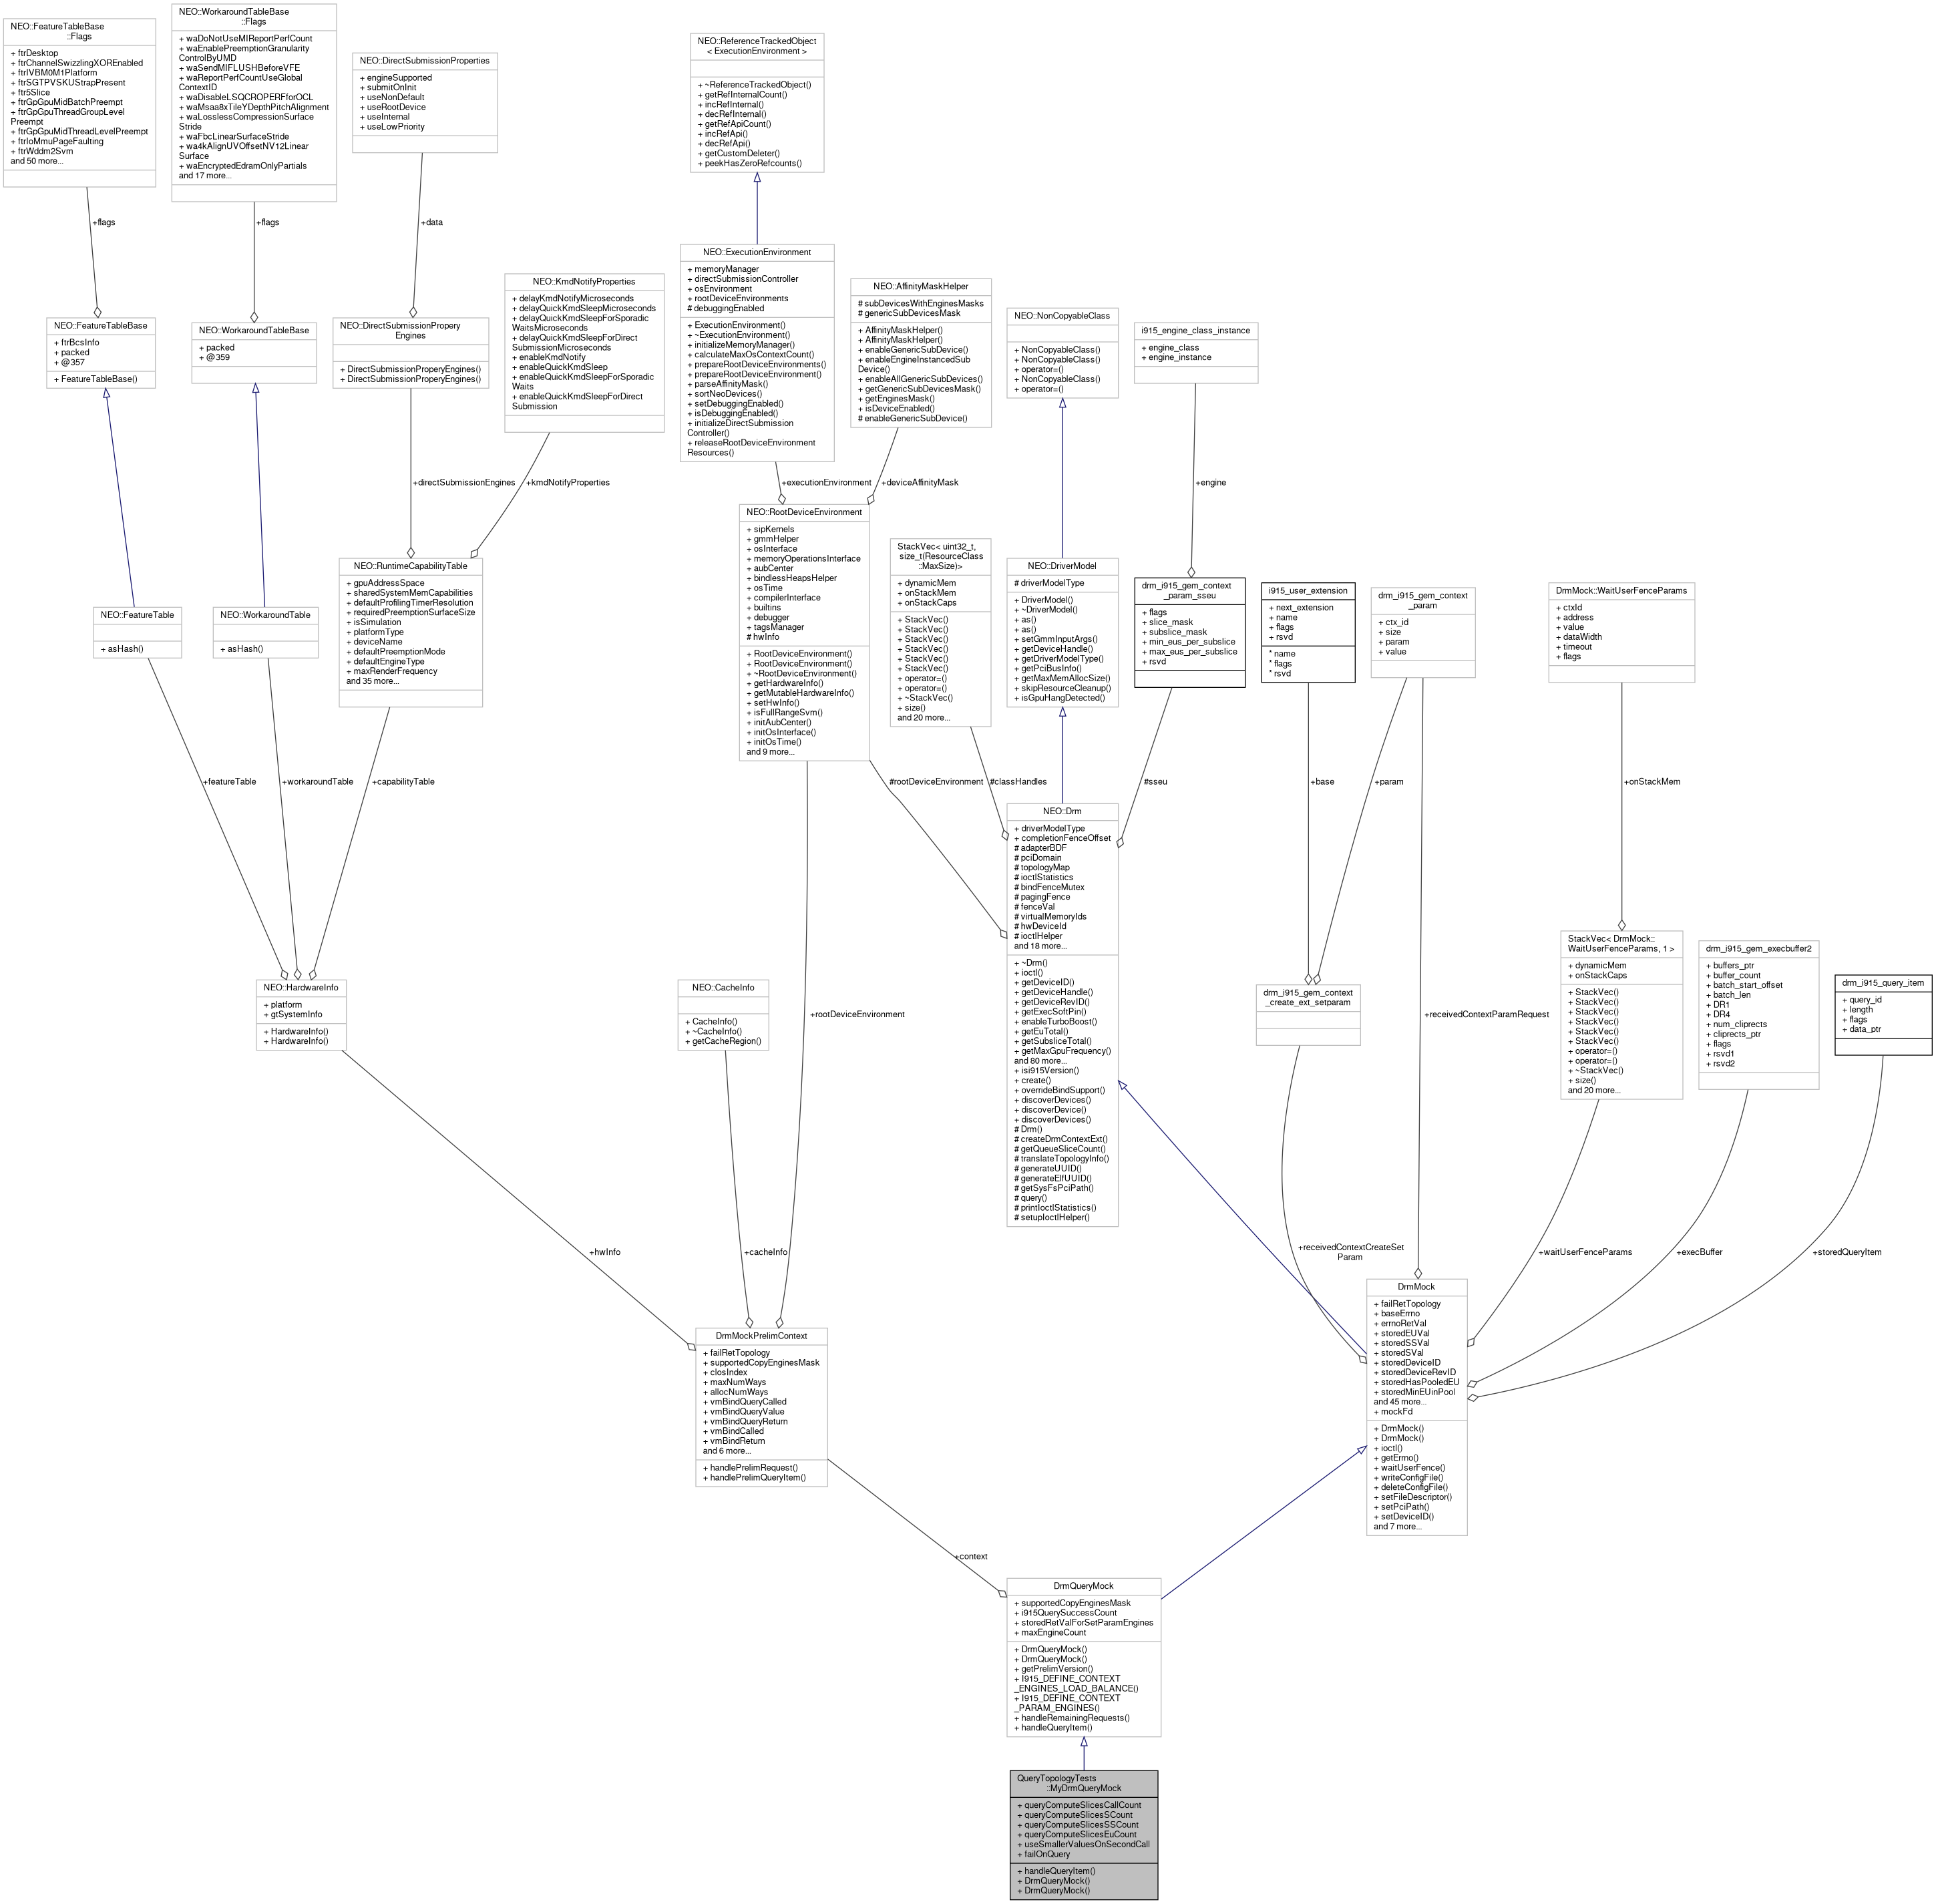 NEO::FeatureTableBase
::Flags
+ ftrDesktop
+ ftrChannelSwizzlingXOREnabled
+ ftrIVBM0M1Platform
+ ftrSGTPVSKUStrapPresent
+ ftr5Slice
+ ftrGpGpuMidBatchPreempt
+ ftrGpGpuThreadGroupLevel
Preempt
+ ftrGpGpuMidThreadLevelPreempt
+ ftrIoMmuPageFaulting
+ ftrWddm2Svm
and 50 more...
NEO::WorkaroundTableBase
::Flags
+ waDoNotUseMIReportPerfCount
+ waEnablePreemptionGranularity
ControlByUMD
+ waSendMIFLUSHBeforeVFE
+ waReportPerfCountUseGlobal
ContextID
+ waDisableLSQCROPERFforOCL
+ waMsaa8xTileYDepthPitchAlignment
+ waLosslessCompressionSurface
Stride
+ waFbcLinearSurfaceStride
+ wa4kAlignUVOffsetNV12Linear
Surface
+ waEncryptedEdramOnlyPartials
and 17 more...
NEO::DirectSubmissionProperties
+ engineSupported
+ submitOnInit
+ useNonDefault
+ useRootDevice
+ useInternal
+ useLowPriority
NEO::ReferenceTrackedObject
< ExecutionEnvironment >
+ ~ReferenceTrackedObject()
+ getRefInternalCount()
+ incRefInternal()
+ decRefInternal()
+ getRefApiCount()
+ incRefApi()
+ decRefApi()
+ getCustomDeleter()
+ peekHasZeroRefcounts()
+flags
+flags
+data
NEO::FeatureTableBase
+ ftrBcsInfo
+ packed
+ @357
+ FeatureTableBase()
NEO::WorkaroundTableBase
+ packed
+ @359
NEO::DirectSubmissionPropery
Engines
+ DirectSubmissionProperyEngines()
+ DirectSubmissionProperyEngines()
NEO::KmdNotifyProperties
+ delayKmdNotifyMicroseconds
+ delayQuickKmdSleepMicroseconds
+ delayQuickKmdSleepForSporadic
WaitsMicroseconds
+ delayQuickKmdSleepForDirect
SubmissionMicroseconds
+ enableKmdNotify
+ enableQuickKmdSleep
+ enableQuickKmdSleepForSporadic
Waits
+ enableQuickKmdSleepForDirect
Submission
NEO::ExecutionEnvironment
+ memoryManager
+ directSubmissionController
+ osEnvironment
+ rootDeviceEnvironments
# debuggingEnabled
+ ExecutionEnvironment()
+ ~ExecutionEnvironment()
+ initializeMemoryManager()
+ calculateMaxOsContextCount()
+ prepareRootDeviceEnvironments()
+ prepareRootDeviceEnvironment()
+ parseAffinityMask()
+ sortNeoDevices()
+ setDebuggingEnabled()
+ isDebuggingEnabled()
+ initializeDirectSubmission
Controller()
+ releaseRootDeviceEnvironment
Resources()
NEO::AffinityMaskHelper
# subDevicesWithEnginesMasks
# genericSubDevicesMask
+ AffinityMaskHelper()
+ AffinityMaskHelper()
+ enableGenericSubDevice()
+ enableEngineInstancedSub
Device()
+ enableAllGenericSubDevices()
+ getGenericSubDevicesMask()
+ getEnginesMask()
+ isDeviceEnabled()
# enableGenericSubDevice()
NEO::NonCopyableClass
+ NonCopyableClass()
+ NonCopyableClass()
+ operator=()
+ NonCopyableClass()
+ operator=()
i915_engine_class_instance
+ engine_class
+ engine_instance
+directSubmissionEngines
+kmdNotifyProperties
+executionEnvironment
+deviceAffinityMask
+engine
NEO::FeatureTable
+ asHash()
NEO::WorkaroundTable
+ asHash()
NEO::RuntimeCapabilityTable
+ gpuAddressSpace
+ sharedSystemMemCapabilities
+ defaultProfilingTimerResolution
+ requiredPreemptionSurfaceSize
+ isSimulation
+ platformType
+ deviceName
+ defaultPreemptionMode
+ defaultEngineType
+ maxRenderFrequency
and 35 more...
NEO::RootDeviceEnvironment
+ sipKernels
+ gmmHelper
+ osInterface
+ memoryOperationsInterface
+ aubCenter
+ bindlessHeapsHelper
+ osTime
+ compilerInterface
+ builtins
+ debugger
+ tagsManager
# hwInfo
+ RootDeviceEnvironment()
+ RootDeviceEnvironment()
+ ~RootDeviceEnvironment()
+ getHardwareInfo()
+ getMutableHardwareInfo()
+ setHwInfo()
+ isFullRangeSvm()
+ initAubCenter()
+ initOsInterface()
+ initOsTime()
and 9 more...
StackVec< uint32_t,
size_t(ResourceClass
::MaxSize)>
+ dynamicMem
+ onStackMem
+ onStackCaps
+ StackVec()
+ StackVec()
+ StackVec()
+ StackVec()
+ StackVec()
+ StackVec()
+ operator=()
+ operator=()
+ ~StackVec()
+ size()
and 20 more...
NEO::DriverModel
# driverModelType
+ DriverModel()
+ ~DriverModel()
+ as()
+ as()
+ setGmmInputArgs()
+ getDeviceHandle()
+ getDriverModelType()
+ getPciBusInfo()
+ getMaxMemAllocSize()
+ skipResourceCleanup()
+ isGpuHangDetected()
drm_i915_gem_context
_param_sseu
+ flags
+ slice_mask
+ subslice_mask
+ min_eus_per_subslice
+ max_eus_per_subslice
+ rsvd
i915_user_extension
+ next_extension
+ name
+ flags
+ rsvd
* name
* flags
* rsvd
drm_i915_gem_context
_param
+ ctx_id
+ size
+ param
+ value
DrmMock::WaitUserFenceParams
+ ctxId
+ address
+ value
+ dataWidth
+ timeout
+ flags
+featureTable
+workaroundTable
+capabilityTable
#rootDeviceEnvironment
#classHandles
#sseu
+base
+param
+onStackMem
NEO::Drm
+ driverModelType
+ completionFenceOffset
# adapterBDF
# pciDomain
# topologyMap
# ioctlStatistics
# bindFenceMutex
# pagingFence
# fenceVal
# virtualMemoryIds
# hwDeviceId
# ioctlHelper
and 18 more...
+ ~Drm()
+ ioctl()
+ getDeviceID()
+ getDeviceHandle()
+ getDeviceRevID()
+ getExecSoftPin()
+ enableTurboBoost()
+ getEuTotal()
+ getSubsliceTotal()
+ getMaxGpuFrequency()
and 80 more...
+ isi915Version()
+ create()
+ overrideBindSupport()
+ discoverDevices()
+ discoverDevice()
+ discoverDevices()
# Drm()
# createDrmContextExt()
# getQueueSliceCount()
# translateTopologyInfo()
# generateUUID()
# generateElfUUID()
# getSysFsPciPath()
# query()
# printIoctlStatistics()
# setupIoctlHelper()
NEO::HardwareInfo
+ platform
+ gtSystemInfo
+ HardwareInfo()
+ HardwareInfo()
NEO::CacheInfo
+ CacheInfo()
+ ~CacheInfo()
+ getCacheRegion()
+rootDeviceEnvironment
drm_i915_gem_context
_create_ext_setparam
+receivedContextParamRequest
StackVec< DrmMock::
WaitUserFenceParams, 1 >
+ dynamicMem
+ onStackCaps
+ StackVec()
+ StackVec()
+ StackVec()
+ StackVec()
+ StackVec()
+ StackVec()
+ operator=()
+ operator=()
+ ~StackVec()
+ size()
and 20 more...
drm_i915_gem_execbuffer2
+ buffers_ptr
+ buffer_count
+ batch_start_offset
+ batch_len
+ DR1
+ DR4
+ num_cliprects
+ cliprects_ptr
+ flags
+ rsvd1
+ rsvd2
drm_i915_query_item
+ query_id
+ length
+ flags
+ data_ptr
+hwInfo
+cacheInfo
+receivedContextCreateSet
Param
+waitUserFenceParams
+execBuffer
+storedQueryItem
DrmMockPrelimContext
+ failRetTopology
+ supportedCopyEnginesMask
+ closIndex
+ maxNumWays
+ allocNumWays
+ vmBindQueryCalled
+ vmBindQueryValue
+ vmBindQueryReturn
+ vmBindCalled
+ vmBindReturn
and 6 more...
+ handlePrelimRequest()
+ handlePrelimQueryItem()
DrmMock
+ failRetTopology
+ baseErrno
+ errnoRetVal
+ storedEUVal
+ storedSSVal
+ storedSVal
+ storedDeviceID
+ storedDeviceRevID
+ storedHasPooledEU
+ storedMinEUinPool
and 45 more...
+ mockFd
+ DrmMock()
+ DrmMock()
+ ioctl()
+ getErrno()
+ waitUserFence()
+ writeConfigFile()
+ deleteConfigFile()
+ setFileDescriptor()
+ setPciPath()
+ setDeviceID()
and 7 more...
+context
DrmQueryMock
+ supportedCopyEnginesMask
+ i915QuerySuccessCount
+ storedRetValForSetParamEngines
+ maxEngineCount
+ DrmQueryMock()
+ DrmQueryMock()
+ getPrelimVersion()
+ I915_DEFINE_CONTEXT
_ENGINES_LOAD_BALANCE()
+ I915_DEFINE_CONTEXT
_PARAM_ENGINES()
+ handleRemainingRequests()
+ handleQueryItem()
QueryTopologyTests
::MyDrmQueryMock
+ queryComputeSlicesCallCount
+ queryComputeSlicesSCount
+ queryComputeSlicesSSCount
+ queryComputeSlicesEuCount
+ useSmallerValuesOnSecondCall
+ failOnQuery
+ handleQueryItem()
+ DrmQueryMock()
+ DrmQueryMock()